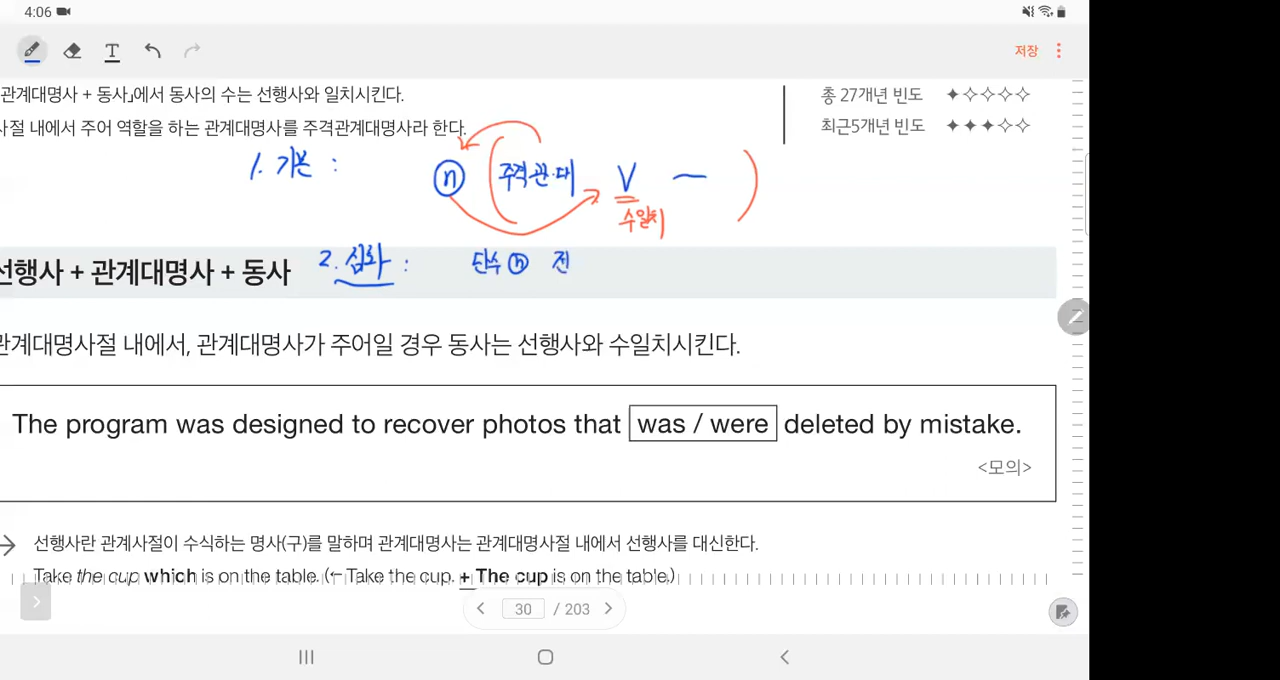 4:06
T
저장
관계대명사 + 동사」에서 동사의 수는 선행사와 일치시킨다.
총 27개년 빈도 ✦✧✧✧✧
사절 내에서 주어 역할을 하는 관계대명사를 주격관계대명사라 한다.
최근5개년 빈도 ✦✦✦✧✧
1. 기본 : n ( 주격관·대 V ー )
수일치
선행사 + 관계대명사 + 동사
2. 심화 : 단수 n 전
관계대명사절 내에서, 관계대명사가 주어일 경우 동사는 선행사와 수일치시킨다.
The program was designed to recover photos that was / were deleted by mistake.
<모의>
→ 선행사란 관계사절이 수식하는 명사(구)를 말하며 관계대명사는 관계대명사절 내에서 선행사를 대신한다.
Take the cup which is on the table. (← Take the cup. + The cup is on the table.)
30 / 203